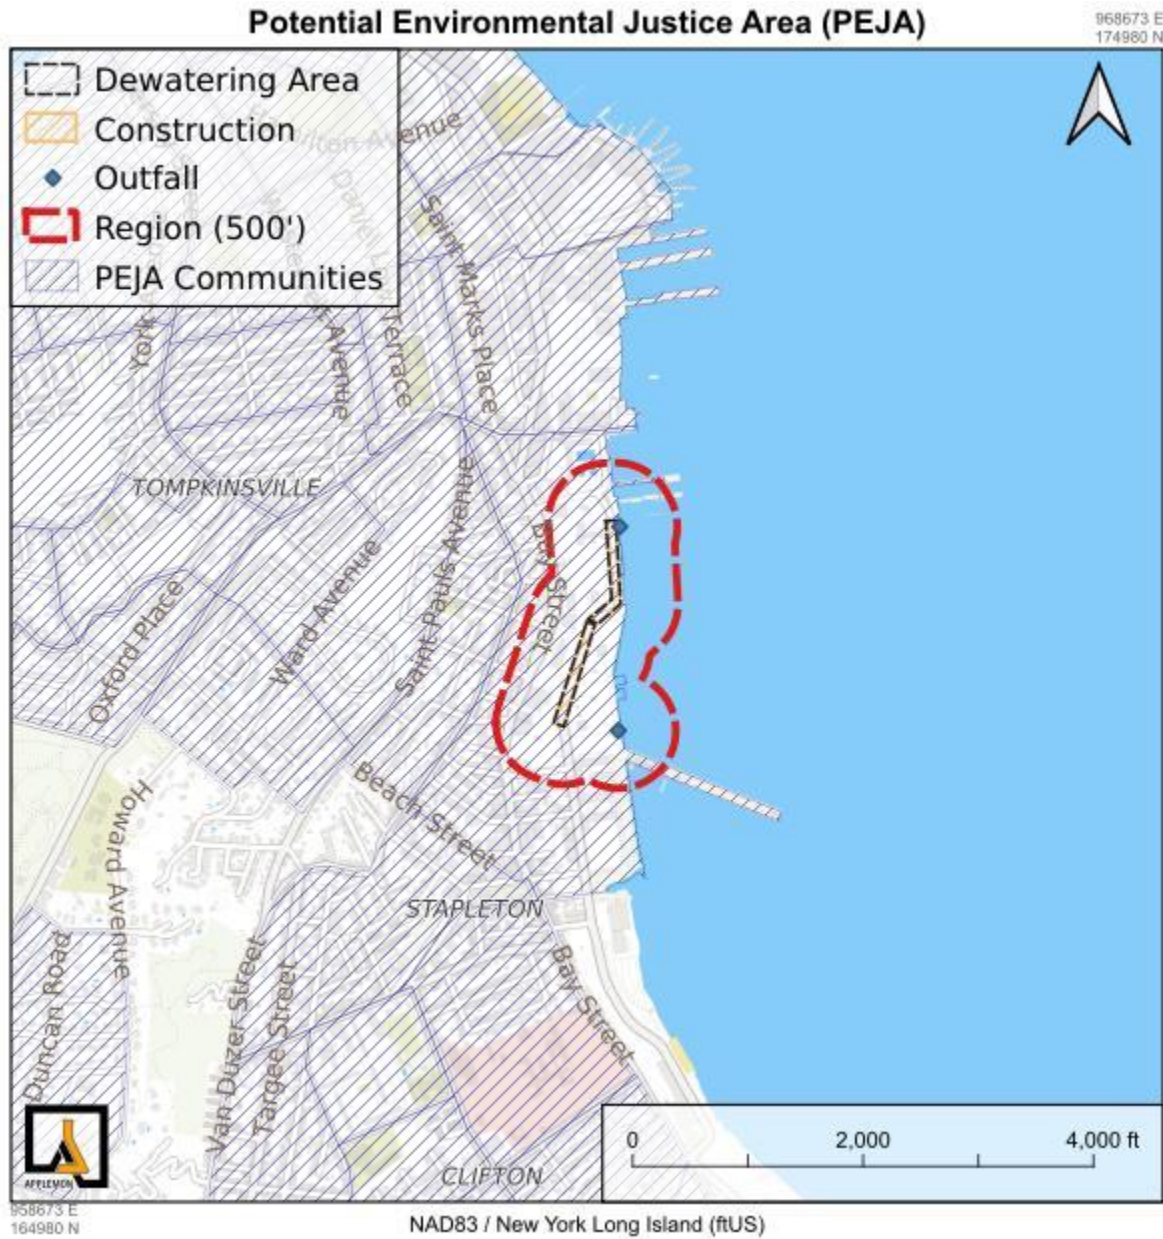 Potential Environmental Justice Area (PEJA)
968673 E
174980 N
Dewatering Area
Construction
Outfall
Region (500')
PEJA Communities
Avenue
Saint Marks Place
York
Avenue
Terrace
TOMPKINSVILLE
Bay Street
Saint Pauls Avenue
Ward Avenue
Oxford Place
Beach Street
Howard Avenue
STAPLETON
Bay Street
Duncan Road
Van Duzer Street
Targee Street
CLIFTON
APPLEMON
0 2,000 4,000 ft
958673 E
164980 N
NAD83 / New York Long Island (ftUS)